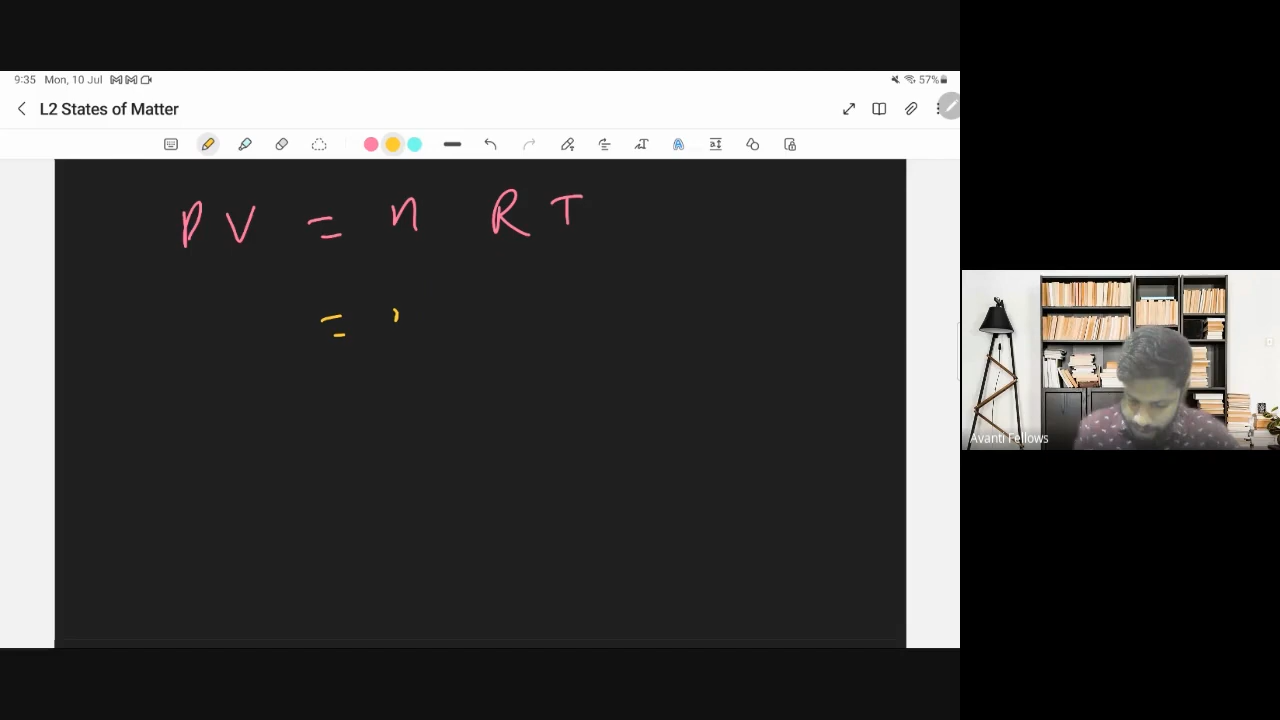 9:35 Mon, 10 Jul 57%
L2 States of Matter
PV = n RT
=
Avanti Fellows